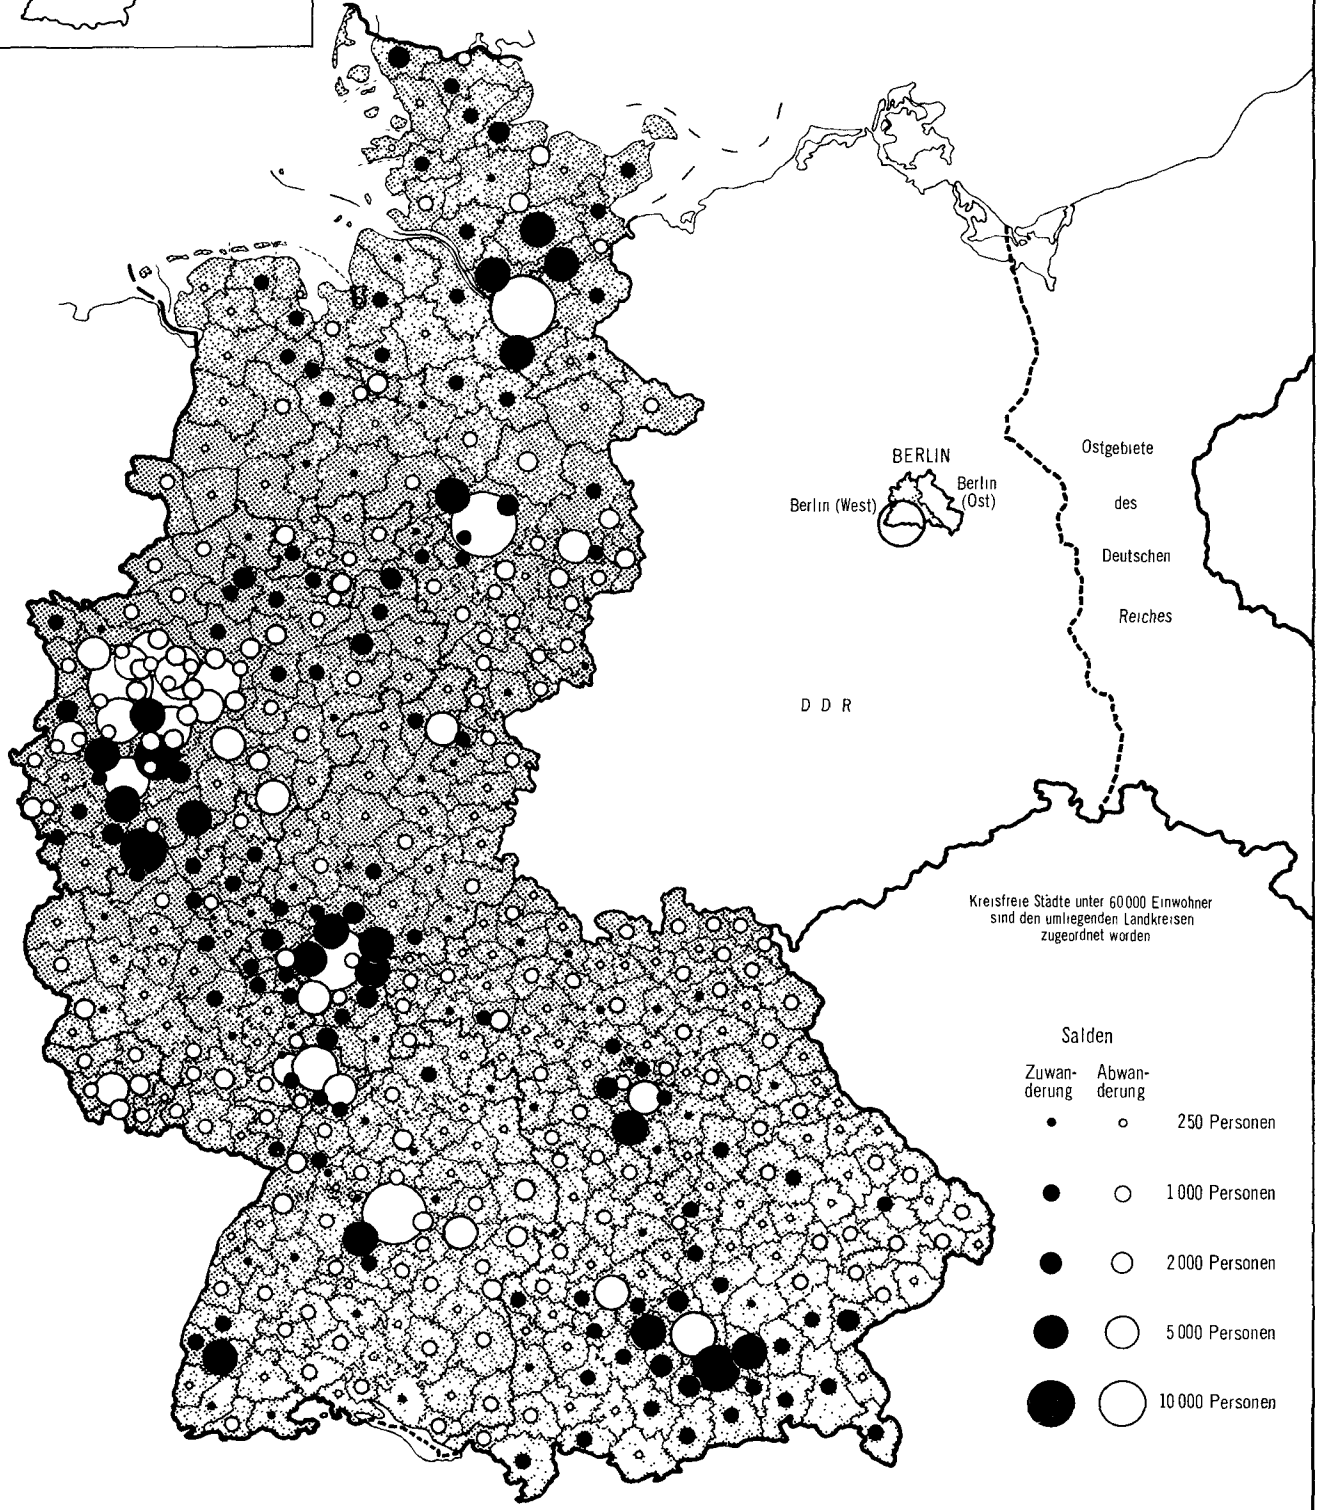 BERLIN
Berlin (West)
Berlin
(Ost)
Ostgebiete
des
Deutschen
Reiches
D D R
Kreisfreie Städte unter 60000 Einwohner
sind den umliegenden Landkreisen
zugeordnet worden
Salden
Zuwan-
derung
Abwan-
derung
250 Personen
1000 Personen
2000 Personen
5000 Personen
10000 Personen